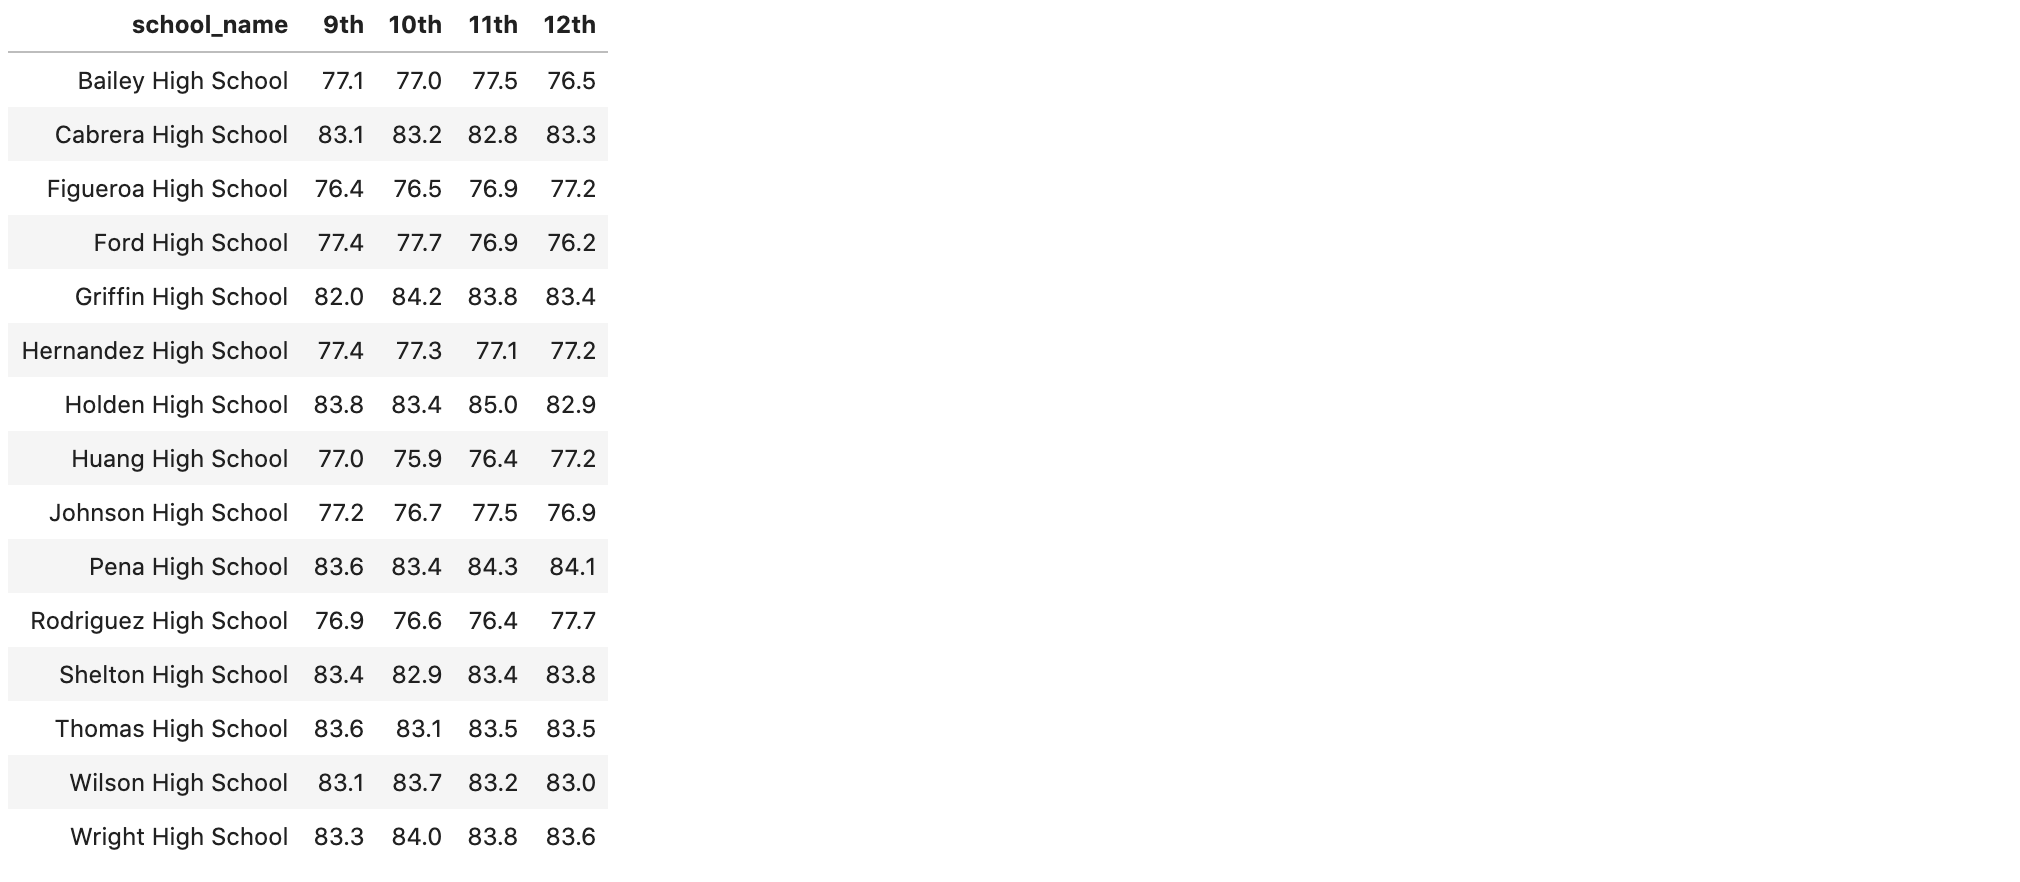 school_name 9th 10th 11th 12th
Bailey High School 77.1 77.0 77.5 76.5
Cabrera High School 83.1 83.2 82.8 83.3
Figueroa High School 76.4 76.5 76.9 77.2
Ford High School 77.4 77.7 76.9 76.2
Griffin High School 82.0 84.2 83.8 83.4
Hernandez High School 77.4 77.3 77.1 77.2
Holden High School 83.8 83.4 85.0 82.9
Huang High School 77.0 75.9 76.4 77.2
Johnson High School 77.2 76.7 77.5 76.9
Pena High School 83.6 83.4 84.3 84.1
Rodriguez High School 76.9 76.6 76.4 77.7
Shelton High School 83.4 82.9 83.4 83.8
Thomas High School 83.6 83.1 83.5 83.5
Wilson High School 83.1 83.7 83.2 83.0
Wright High School 83.3 84.0 83.8 83.6